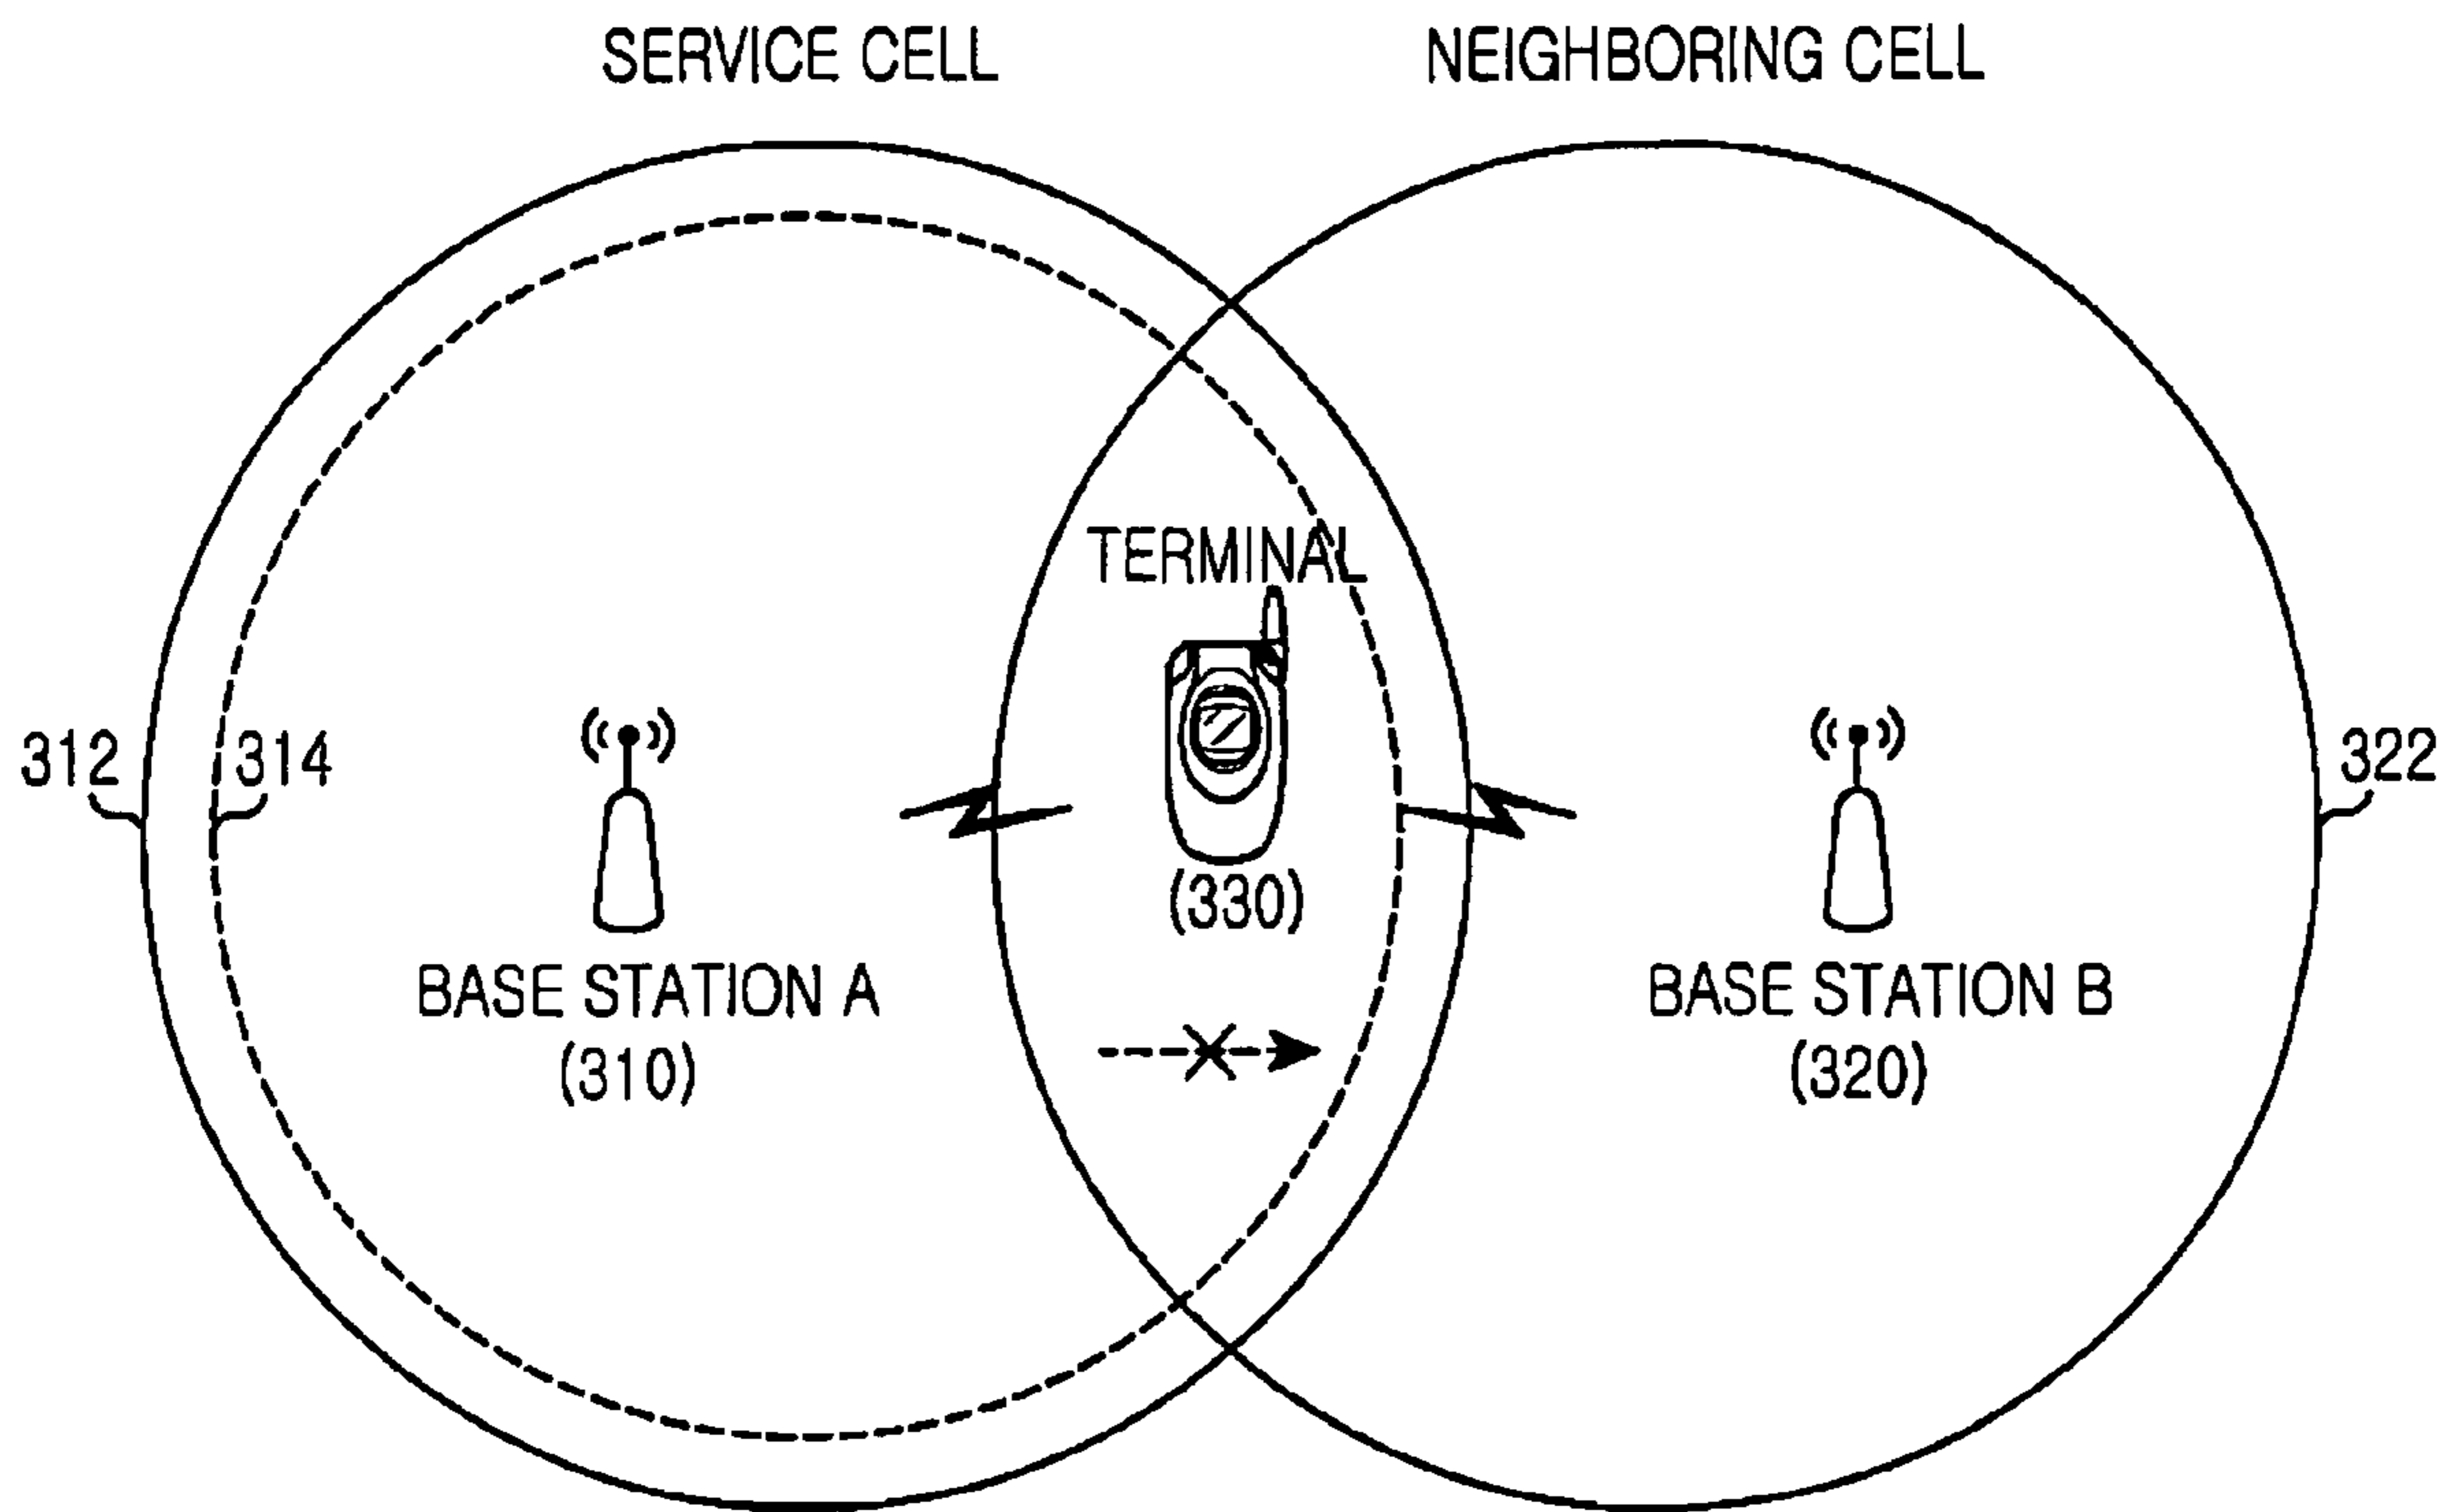 SERVICE CELL
NEIGHBORING CELL
TERMINAL
312
314
322
(330)
BASE STATION A
(310)
BASE STATION B
(320)